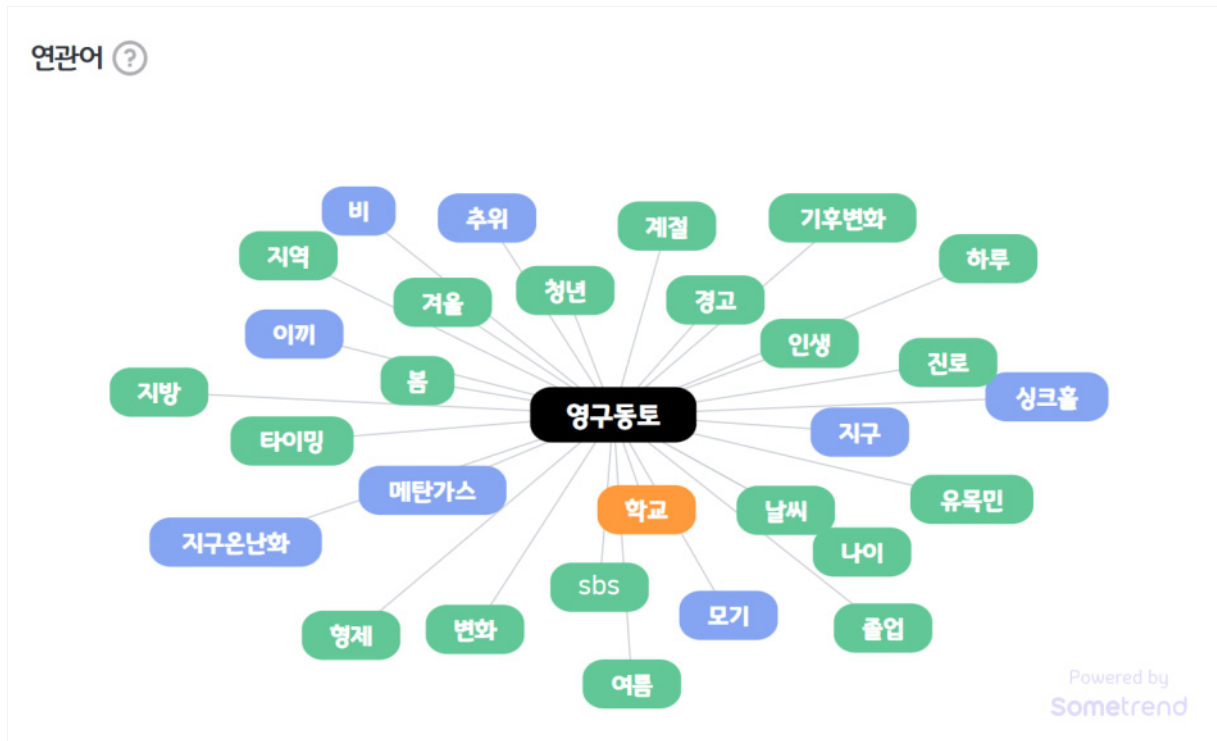 연관어 ?
비
추위
계절
기후변화
지역
하루
청년
겨울
경고
이끼
인생
진로
봄
지방
싱크홀
영구동토
지구
타이밍
메탄가스
유목민
학교
날씨
지구온난화
나이
sbs
모기
변화
졸업
형제
여름
Powered by
Sometrend